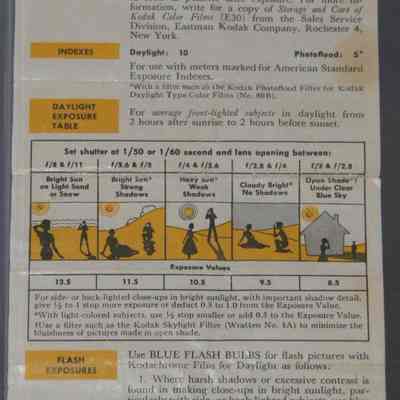 formation, write for a copy of Storage and Care of
Kodak Color Films (E30) from the Sales Service
Division, Eastman Kodak Company, Rochester 4,
New York.
INDEXES
Daylight: 10 Photoflood: 5*
For use with meters marked for American Standard
Exposure Indexes.
*With a filter such as the Kodak Photoflood Filter for Kodak
Daylight Type Color Films (No. 80B).
DAYLIGHT
EXPOSURE
TABLE
For average front-lighted subjects in daylight from
2 hours after sunrise to 2 hours before sunset.
Set shutter at 1/50 or 1/60 second and lens opening between:
f/8 & f/11 f/5.6 & f/8 f/4 & f/5.6 f/2.8 & f/4 f/2 & f/2.8
Bright Sun
on Light Sand
or Snow
Bright Sun*
Strong
Shadows
Hazy Sun*
Weak
Shadows
Cloudy Bright*
No Shadows
Open Shade†
Under Clear
Blue Sky
Exposure Values
12.5 11.5 10.5 9.5 8.5
For side- or back-lighted close-ups in bright sunlight, with important shadow detail,
give ½ to 1 stop more exposure or deduct 0.5 to 1.0 from the Exposure Value.
*With light-colored subjects, use ½ stop smaller or add 0.5 to the Exposure Value.
†Use a filter such as the Kodak Skylight Filter (Wratten No. 1A) to minimize the
bluishness of pictures made in open shade.
FLASH
EXPOSURES
Use BLUE FLASH BULBS for flash pictures with
Kodachrome Film for Daylight as follows:
1. Where harsh shadows or excessive contrast is
found in making close-ups in bright sunlight, par-